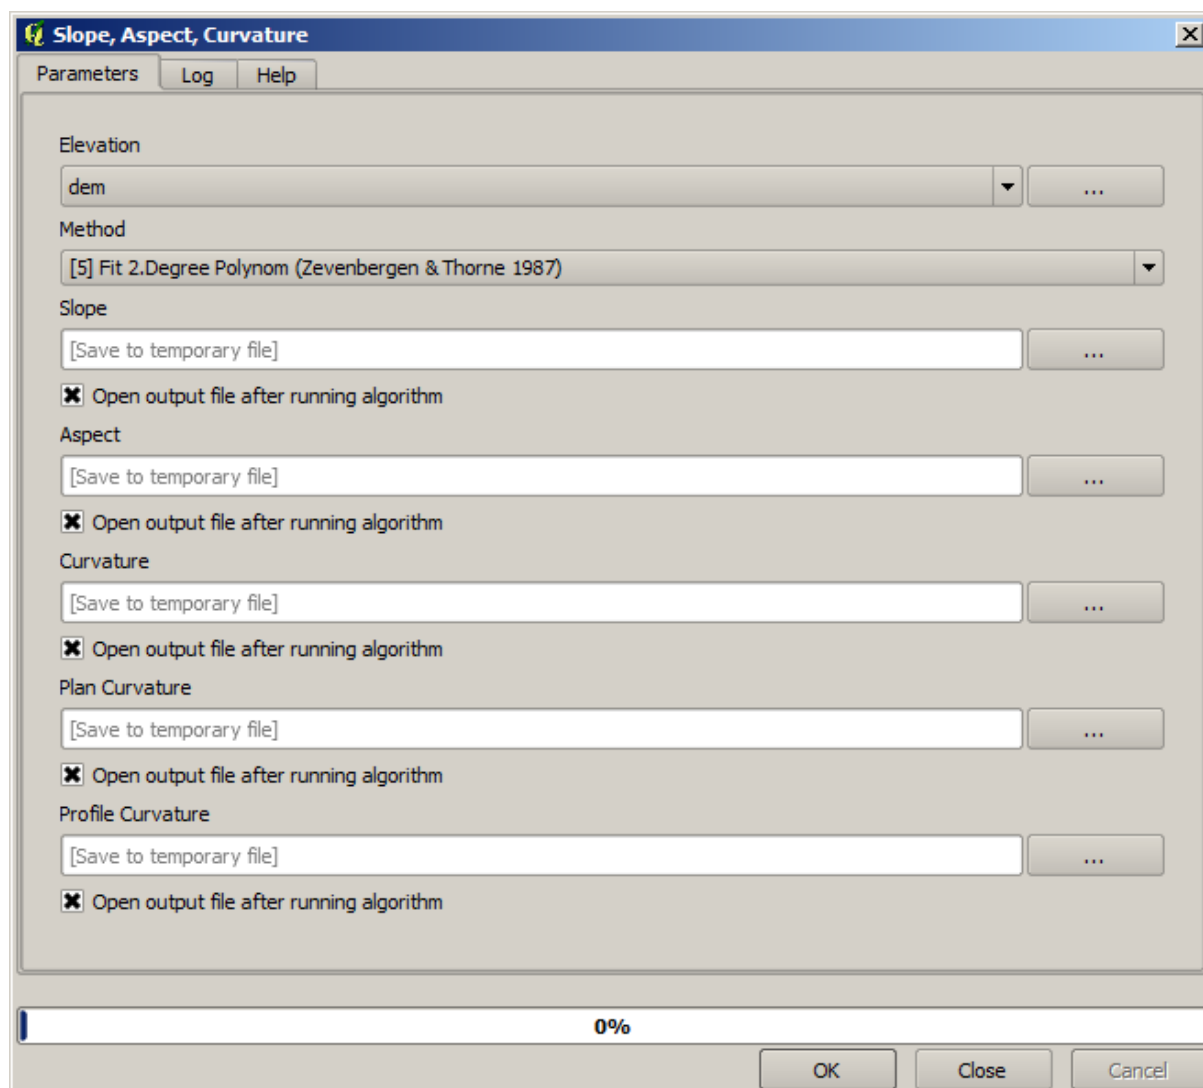 Slope, Aspect, Curvature
Parameters Log Help
Elevation
dem ...
Method
[5] Fit 2.Degree Polynom (Zevenbergen & Thorne 1987)
Slope
[Save to temporary file] ...
Open output file after running algorithm
Aspect
[Save to temporary file] ...
Open output file after running algorithm
Curvature
[Save to temporary file] ...
Open output file after running algorithm
Plan Curvature
[Save to temporary file] ...
Open output file after running algorithm
Profile Curvature
[Save to temporary file] ...
Open output file after running algorithm
0%
OK Close Cancel